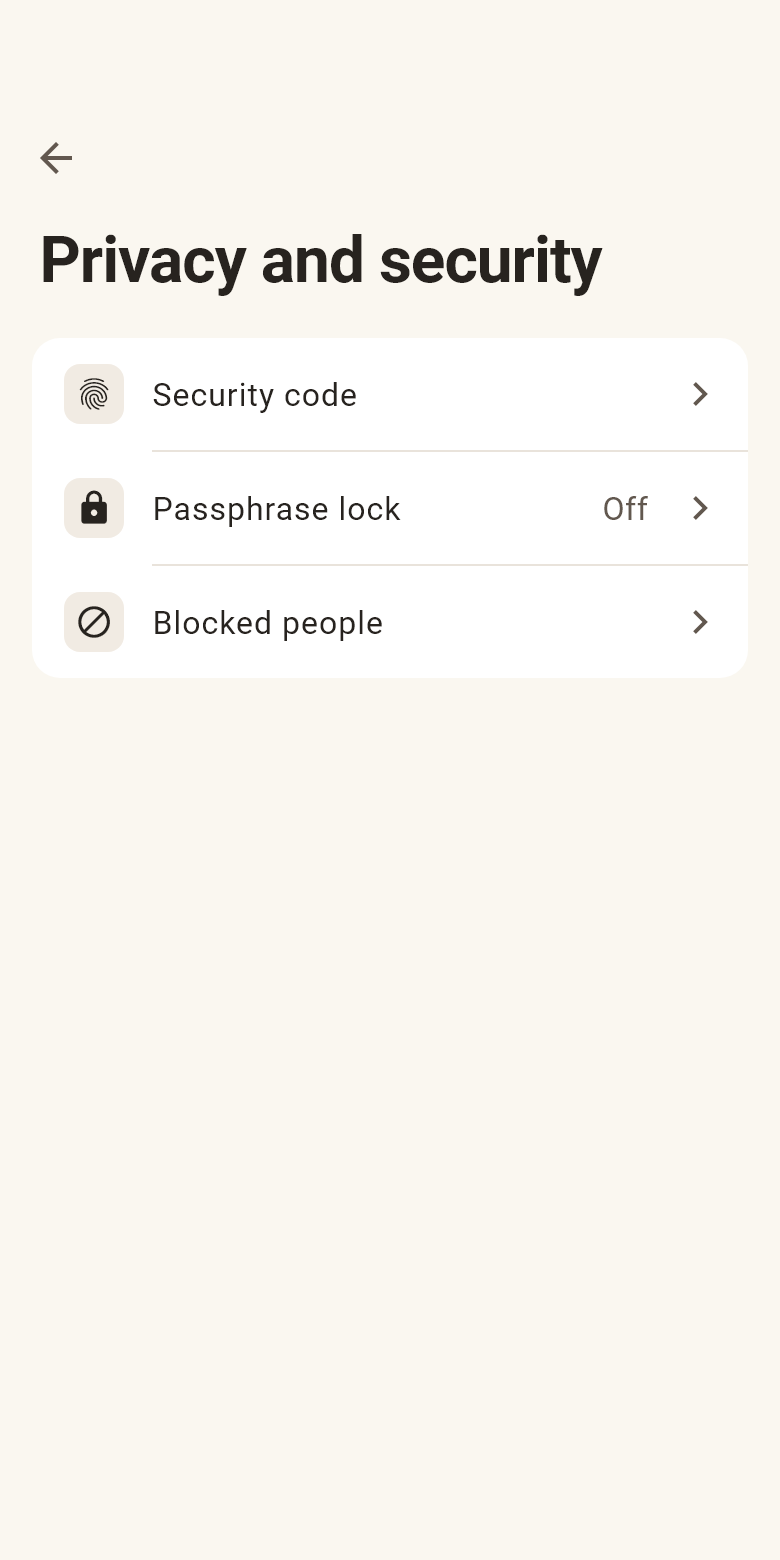 Privacy and security
Security code
Passphrase lock Off
Blocked people